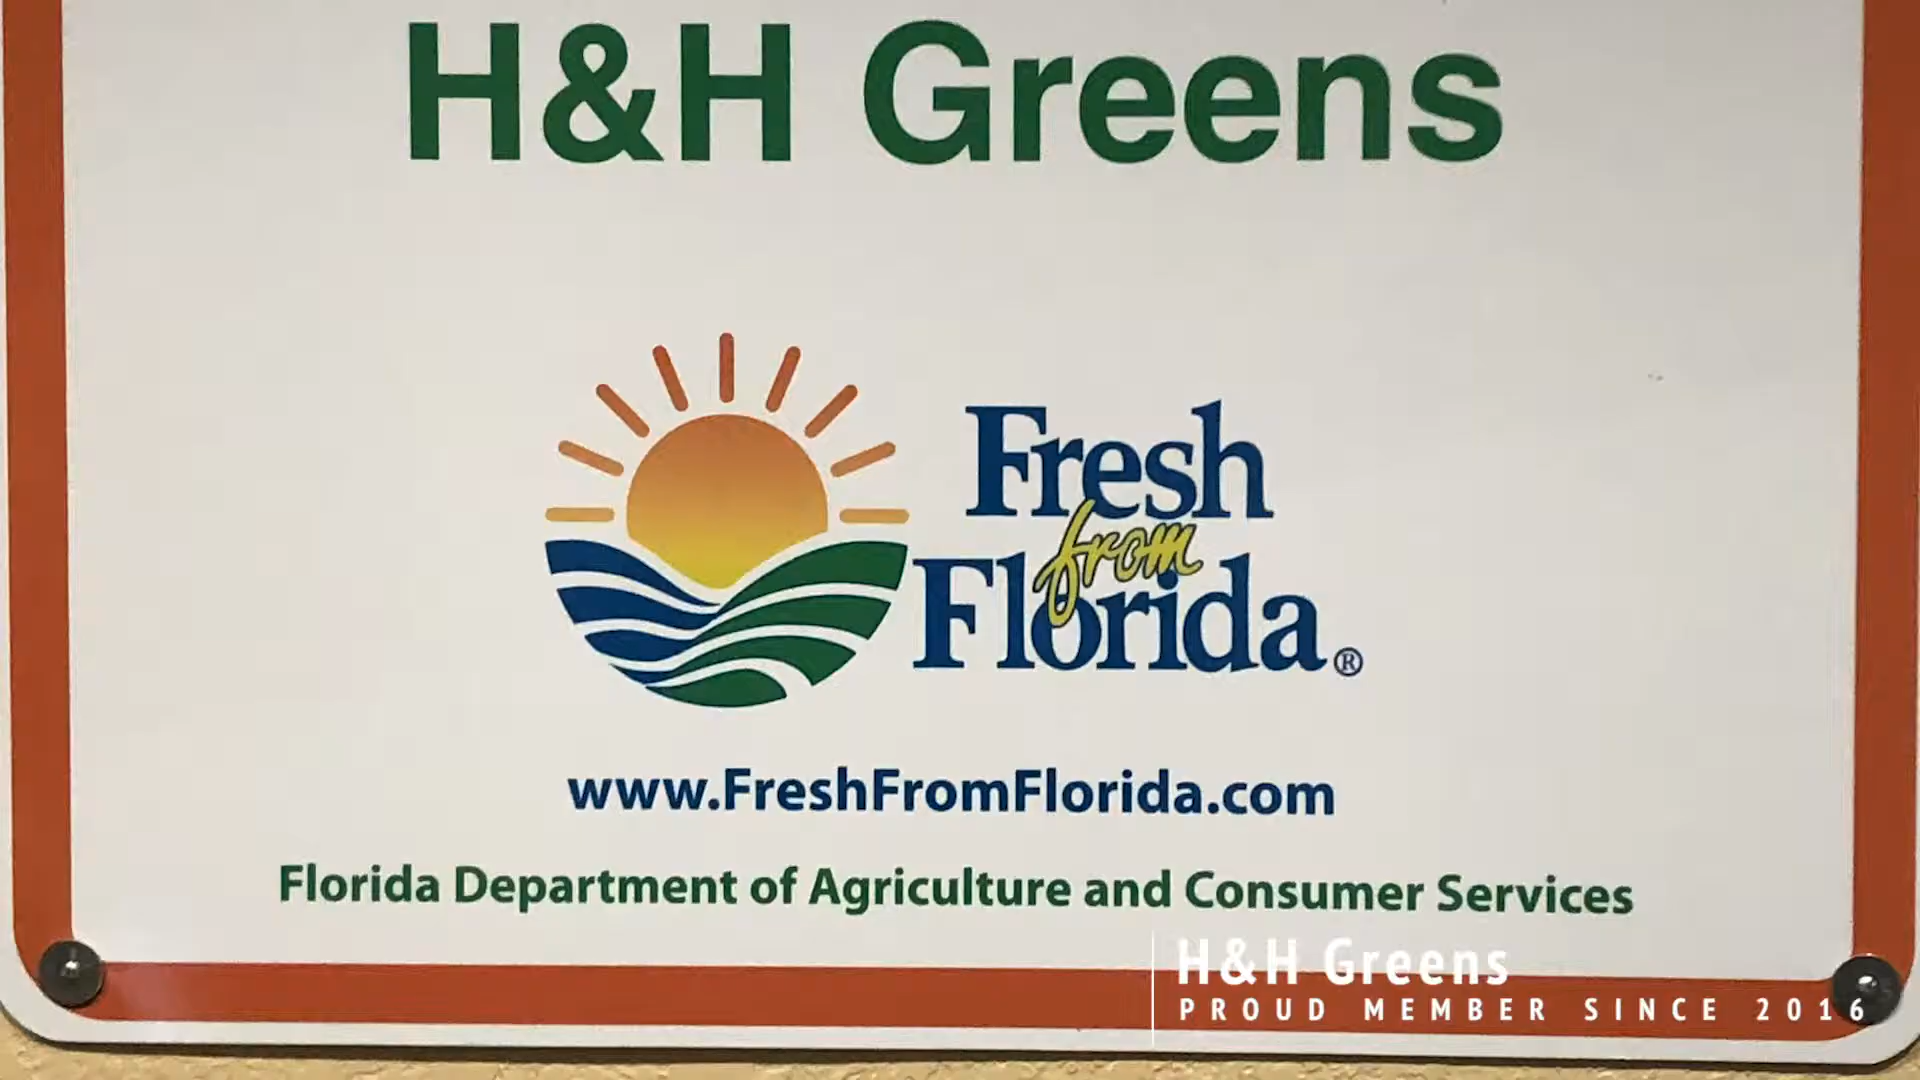 H&H Greens
Fresh
from
Florida®
www.FreshFromFlorida.com
Florida Department of Agriculture and Consumer Services
H&H Greens
PROUD MEMBER SINCE 2016